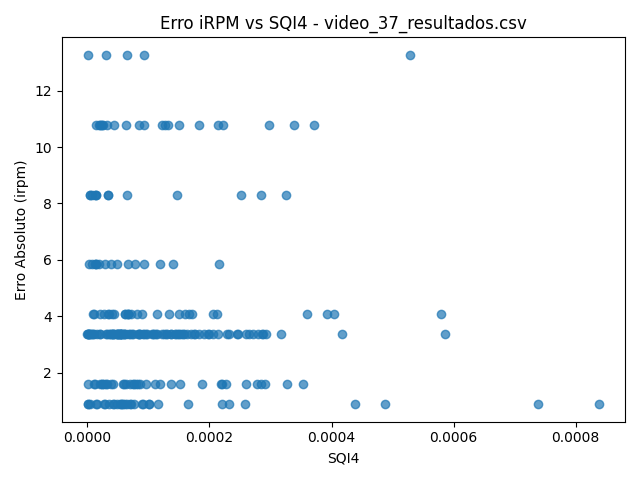 Erro iRPM vs SQI4 - video_37_resultados.csv
Erro Absoluto (irpm)
12
10
8
6
4
2
0.0000 0.0002 0.0004 0.0006 0.0008
SQI4